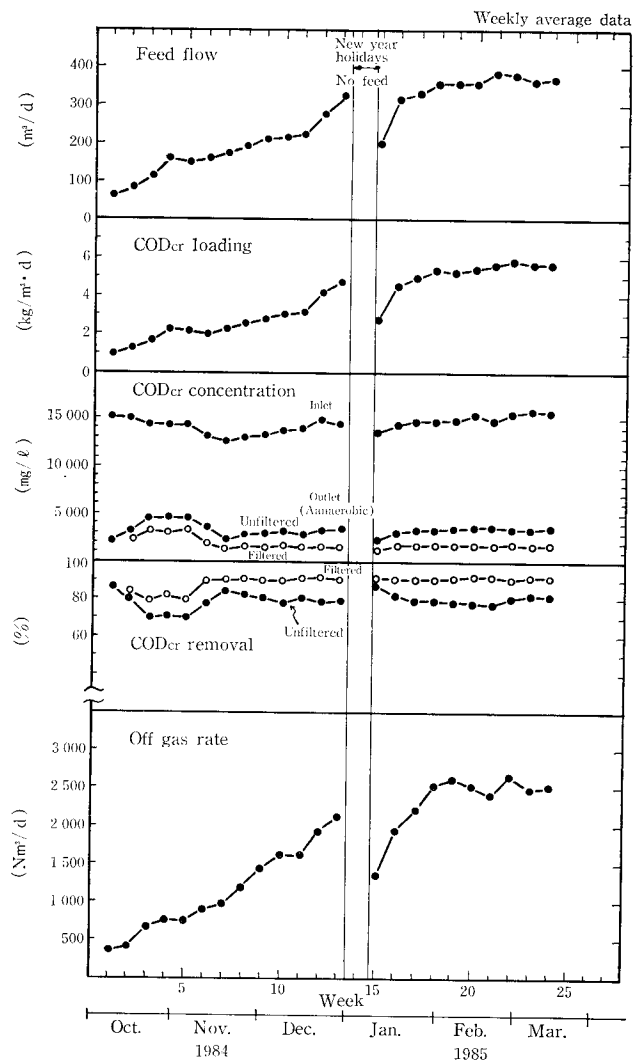 Weekly average data
Feed flow
New year
holidays
No feed
(m³/d)
400
300
200
100
0
CODcr loading
(kg/m³・d)
6
4
2
0
CODcr concentration
Inlet
(mg/ℓ)
15 000
10 000
5 000
Outlet
(Aanaerobic)
Unfiltered
Filtered
100
80
60
(%)
Filtered
Unfiltered
CODcr removal
Off gas rate
(Nm³/d)
3 000
2 500
2 000
1 500
1 000
500
5 10 15 20 25
Week
Oct. Nov. Dec. Jan. Feb. Mar.
1984 1985